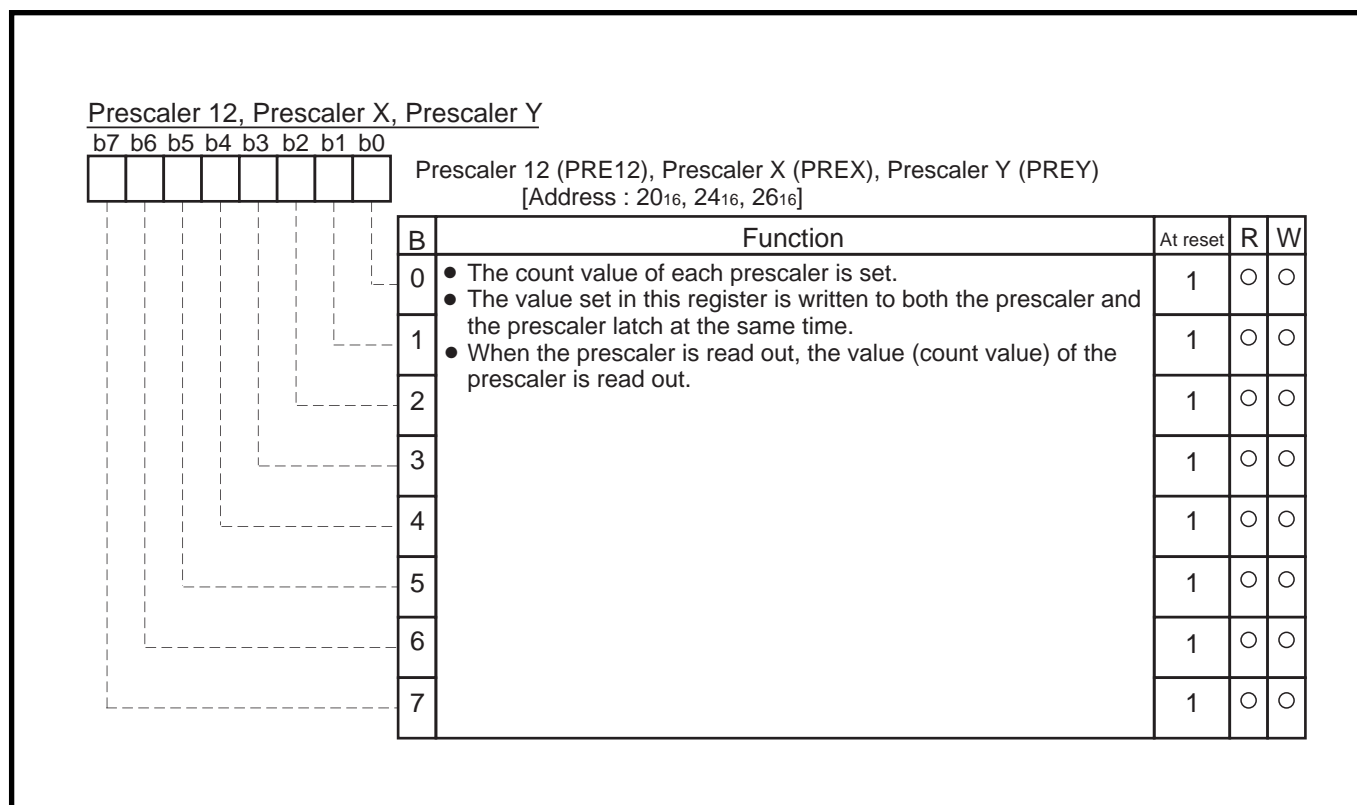 Prescaler 12, Prescaler X, Prescaler Y
b7 b6 b5 b4 b3 b2 b1 b0
Prescaler 12 (PRE12), Prescaler X (PREX), Prescaler Y (PREY)
[Address : 20₁₆, 24₁₆, 26₁₆]
B Function At reset R W
0 ● The count value of each prescaler is set. 1 ○ ○
● The value set in this register is written to both the prescaler and
the prescaler latch at the same time.
1 1 ○ ○
● When the prescaler is read out, the value (count value) of the
prescaler is read out.
2 1 ○ ○
3 1 ○ ○
4 1 ○ ○
5 1 ○ ○
6 1 ○ ○
7 1 ○ ○